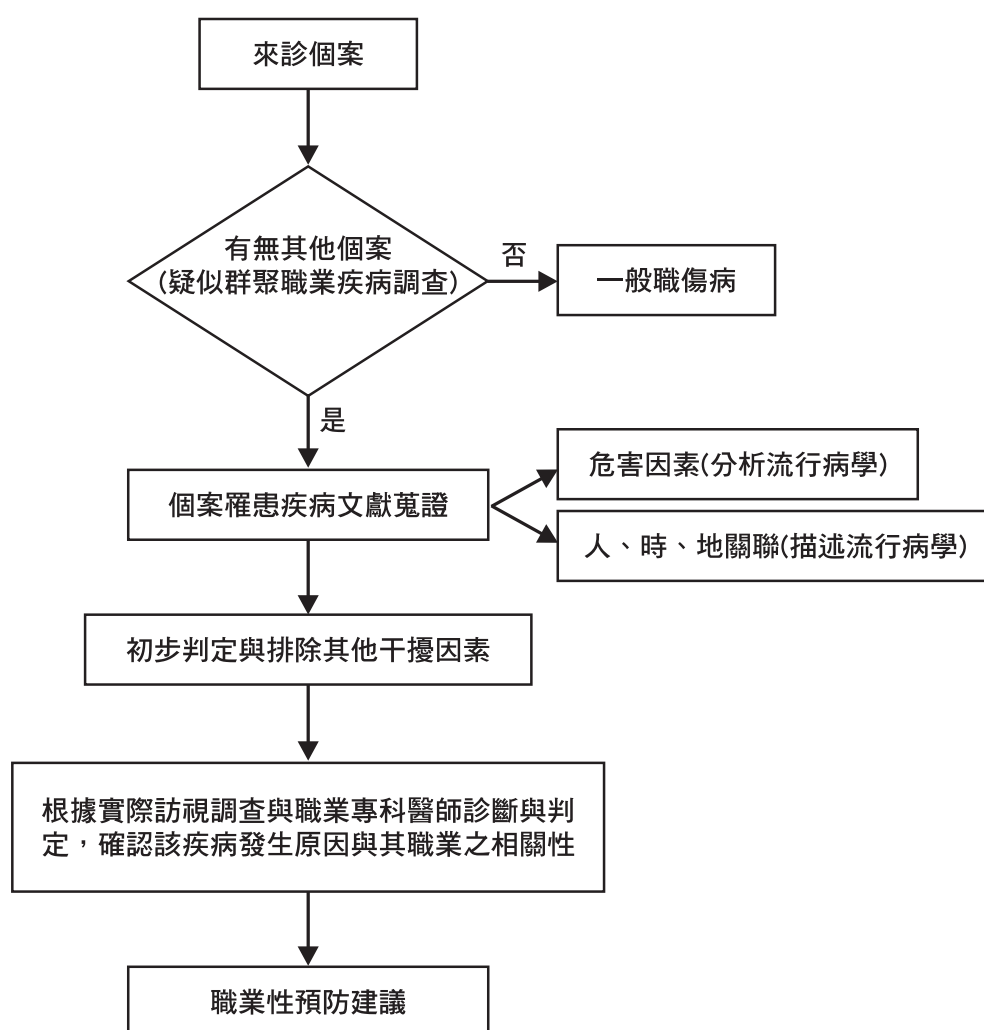 來診個案
有無其他個案
(疑似群聚職業疾病調查)
否
一般職傷病
是
個案罹患疾病文獻蒐證
危害因素(分析流行病學)
人、時、地關聯(描述流行病學)
初步判定與排除其他干擾因素
根據實際訪視調查與職業專科醫師診斷與判
定，確認該疾病發生原因與其職業之相關性
職業性預防建議